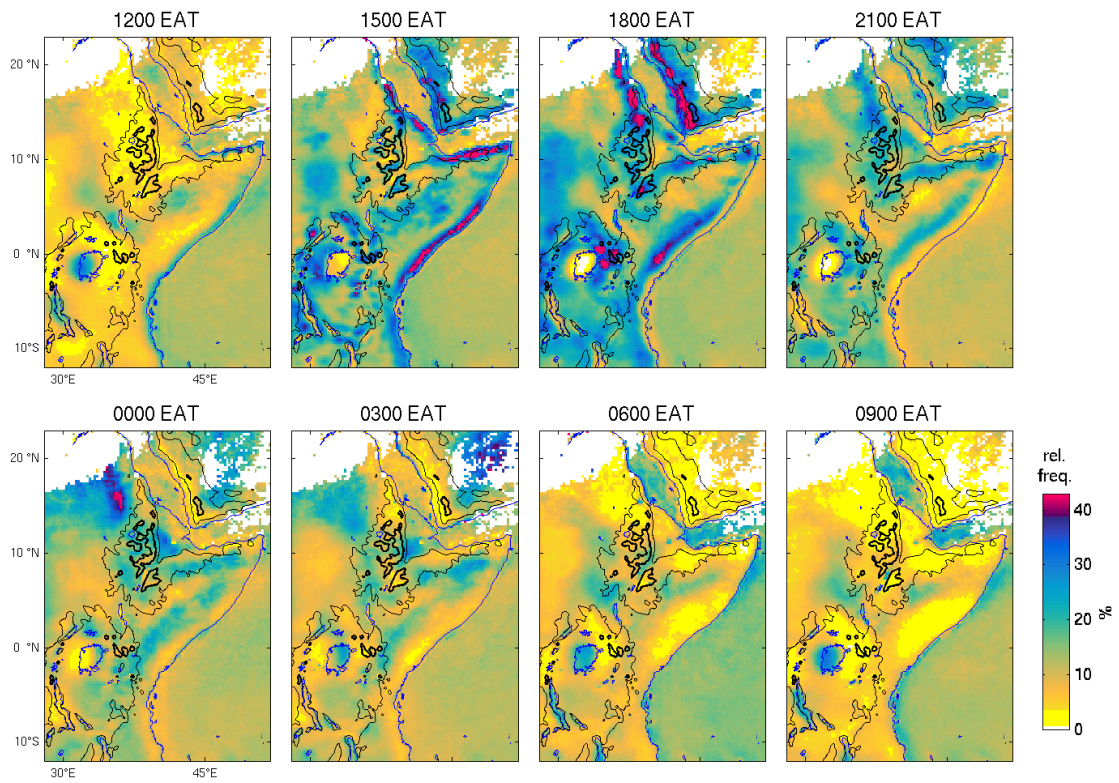 1200 EAT 1500 EAT 1800 EAT 2100 EAT
20 °N
10 °N
0 °N
10°S
30°E 45°E
0000 EAT 0300 EAT 0600 EAT 0900 EAT
rel.
freq.
20 °N
40
10 °N
30
20
%
0 °N
10
0
10°S
30°E 45°E